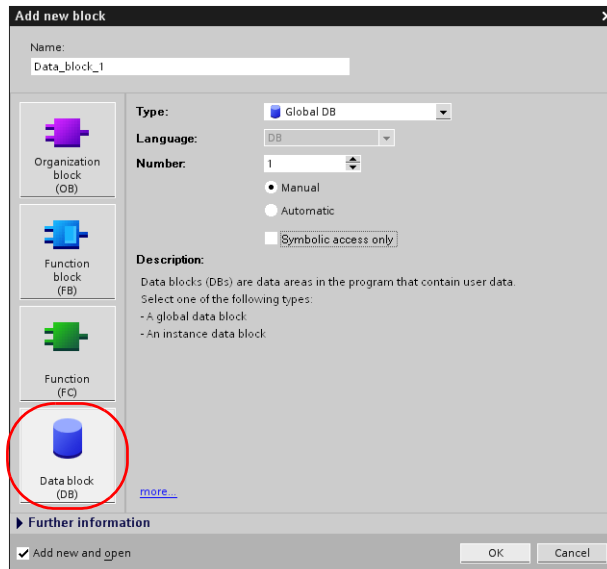 Add new block
Name:
Data_block_1
Organization
block
(OB)
Function
block
(FB)
Function
(FC)
Data block
(DB)
Type:
Global DB
Language:
DB
Number:
1
Manual
Automatic
Symbolic access only
Description:
Data blocks (DBs) are data areas in the program that contain user data.
Select one of the following types:
- A global data block
- An instance data block
more...
Further information
Add new and open
OK
Cancel